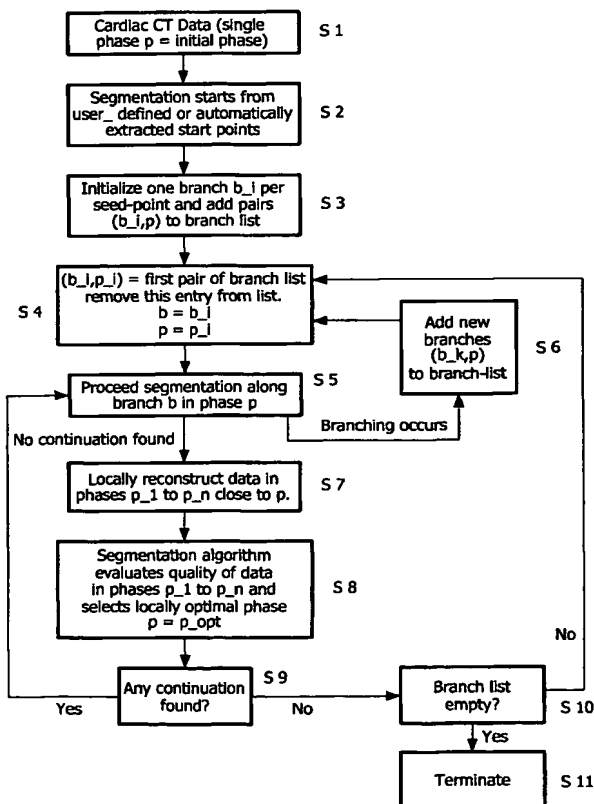 Cardiac CT Data (single
phase p = initial phase)
S 1
Segmentation starts from
user_ defined or automatically
extracted start points
S 2
Initialize one branch b_i per
seed-point and add pairs
(b_i,p) to branch list
S 3
(b_i,p_i) = first pair of branch list
remove this entry from list.
b = b_i
p = p_i
S 4
Add new
branches
(b_k,p)
to branch-list
S 6
S 5
Proceed segmentation along
branch b in phase p
No continuation found
Branching occurs
Locally reconstruct data in
phases p_1 to p_n close to p.
S 7
Segmentation algorithm
evaluates quality of data
in phases p_1 to p_n and
selects locally optimal phase
p = p_opt
S 8
S 9
Any continuation
found?
Yes
No
Branch list
empty?
No
S 10
Yes
Terminate
S 11